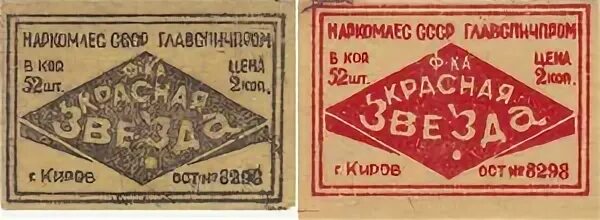 НАРКОМЛЕС СССР ГЛАВСПИЧПРОМ
В КОР
52 шт.
Ф-КА
ЦЕНА
2 коп.
КРАСНАЯ
ЗВЕЗДА
г. КИРОВ
ОСТ № 8298
НАРКОМЛЕС СССР ГЛАВСПИЧПРОМ
В КОР
52 шт.
Ф-КА
ЦЕНА
2 коп.
КРАСНАЯ
ЗВЕЗДА
г. КИРОВ
ОСТ № 8298